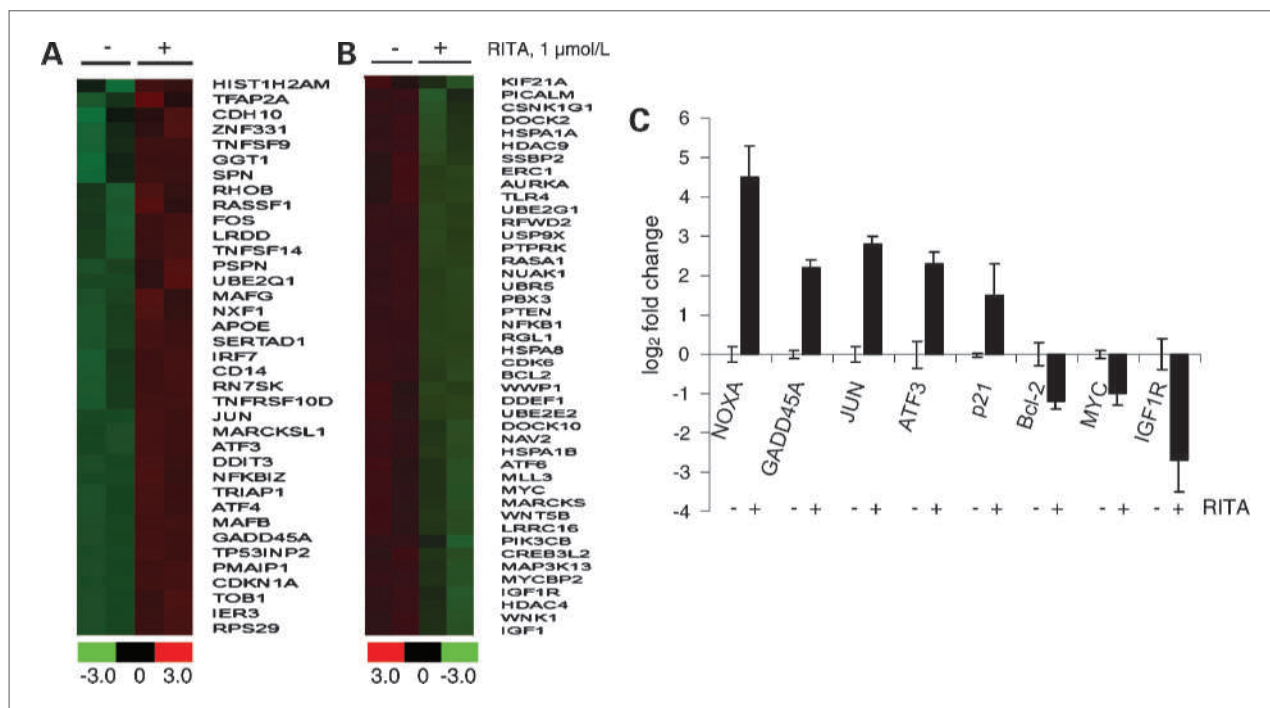 A
- +
HIST1H2AM
TFAP2A
CDH10
ZNF331
TNFSF9
GGT1
SPN
RHOB
RASSF1
FOS
LRDD
TNFSF14
PSPN
UBE2Q1
MAFG
NXF1
APOE
SERTAD1
IRF7
CD14
RN7SK
TNFRSF10D
JUN
MARCKSL1
ATF3
DDIT3
NFKBIZ
TRIAP1
ATF4
MAFB
GADD45A
TP53INP2
PMAIP1
CDKN1A
TOB1
IER3
RPS29
-3.0 0 3.0
B
- + RITA, 1 µmol/L
KIF21A
PICALM
CSNK1G1
DOCK2
HSPA1A
HDAC9
SSBP2
ERC1
AURKA
TLR4
UBE2G1
RFWD2
USP9X
PTPRK
RASA1
NUAK1
UBR5
PBX3
PTEN
NFKB1
RGL1
HSPA8
CDK6
BCL2
WWP1
DDEF1
UBE2E2
DOCK10
NAV2
HSPA1B
ATF6
MLL3
MYC
MARCKS
WNT5B
LRRC16
PIK3CB
CREB3L2
MAP3K13
MYCBP2
IGF1R
HDAC4
WNK1
IGF1
3.0 0 -3.0
C
log2 fold change
6
5
4
3
2
1
0
-1
-2
-3
-4
NOXA
GADD45A
JUN
ATF3
p21
Bcl-2
MYC
IGF1R
- + - + - + - + - + - + - + - + RITA